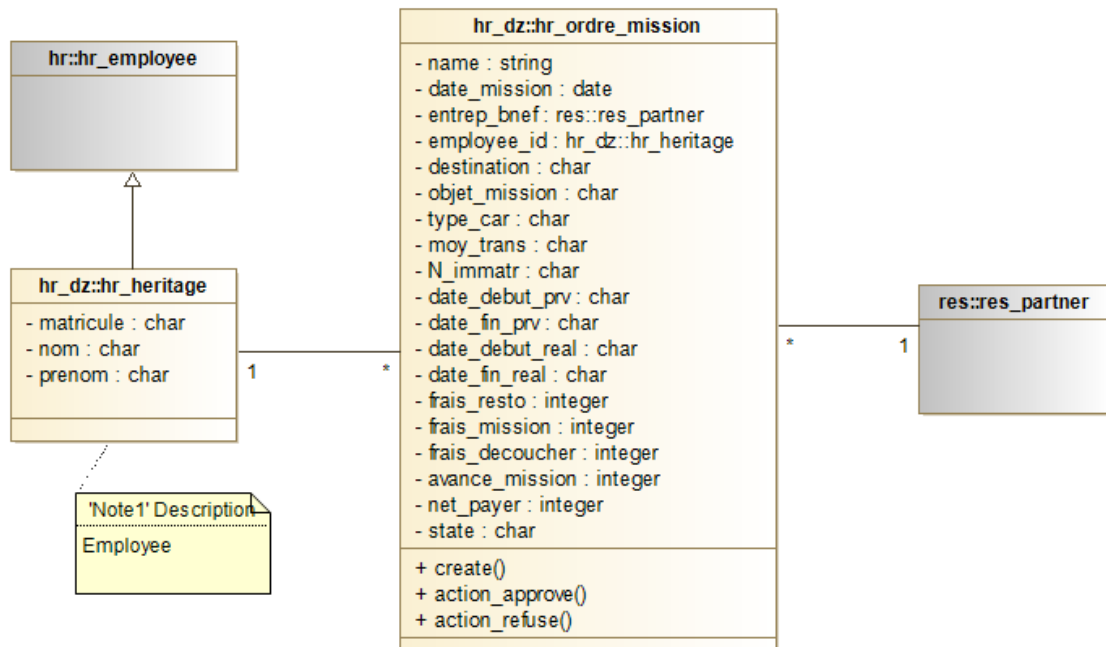 hr::hr_employee
hr_dz::hr_heritage
- matricule : char
- nom : char
- prenom : char
'Note1' Description
Employee
1
*
hr_dz::hr_ordre_mission
- name : string
- date_mission : date
- entrep_bnef : res::res_partner
- employee_id : hr_dz::hr_heritage
- destination : char
- objet_mission : char
- type_car : char
- moy_trans : char
- N_immatr : char
- date_debut_prv : char
- date_fin_prv : char
- date_debut_real : char
- date_fin_real : char
- frais_resto : integer
- frais_mission : integer
- frais_decoucher : integer
- avance_mission : integer
- net_payer : integer
- state : char
+ create()
+ action_approve()
+ action_refuse()
*
1
res::res_partner